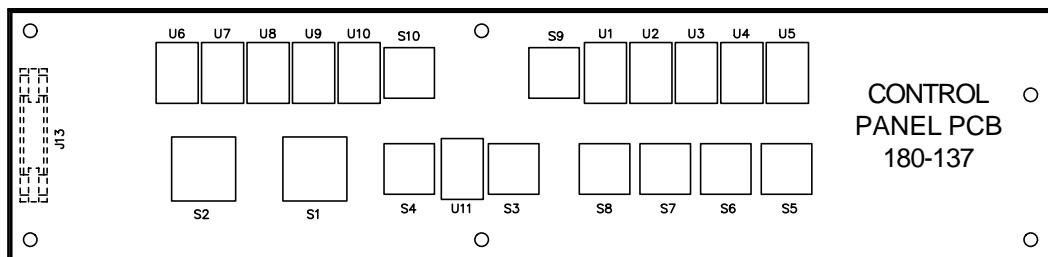 U6 U7 U8 U9 U10 S10 S9 U1 U2 U3 U4 U5
CONTROL
PANEL PCB
180-137
J13
S2 S1 S4 U11 S3 S8 S7 S6 S5